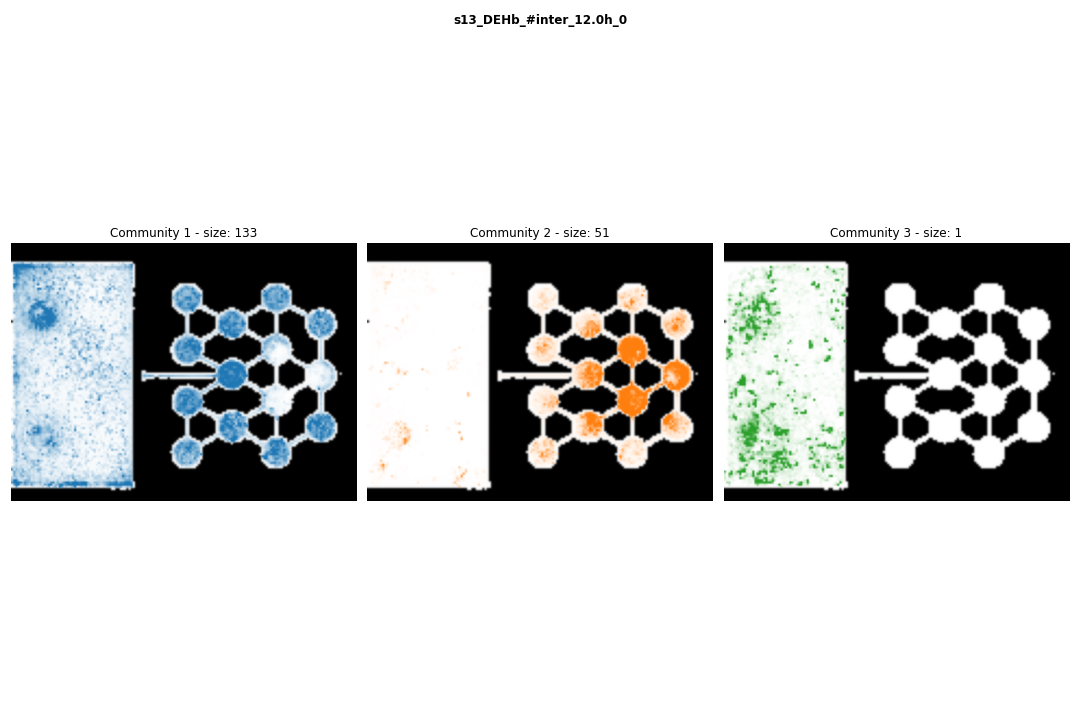 s13_DEHb_#inter_12.0h_0
Community 1 - size: 133
Community 2 - size: 51
Community 3 - size: 1